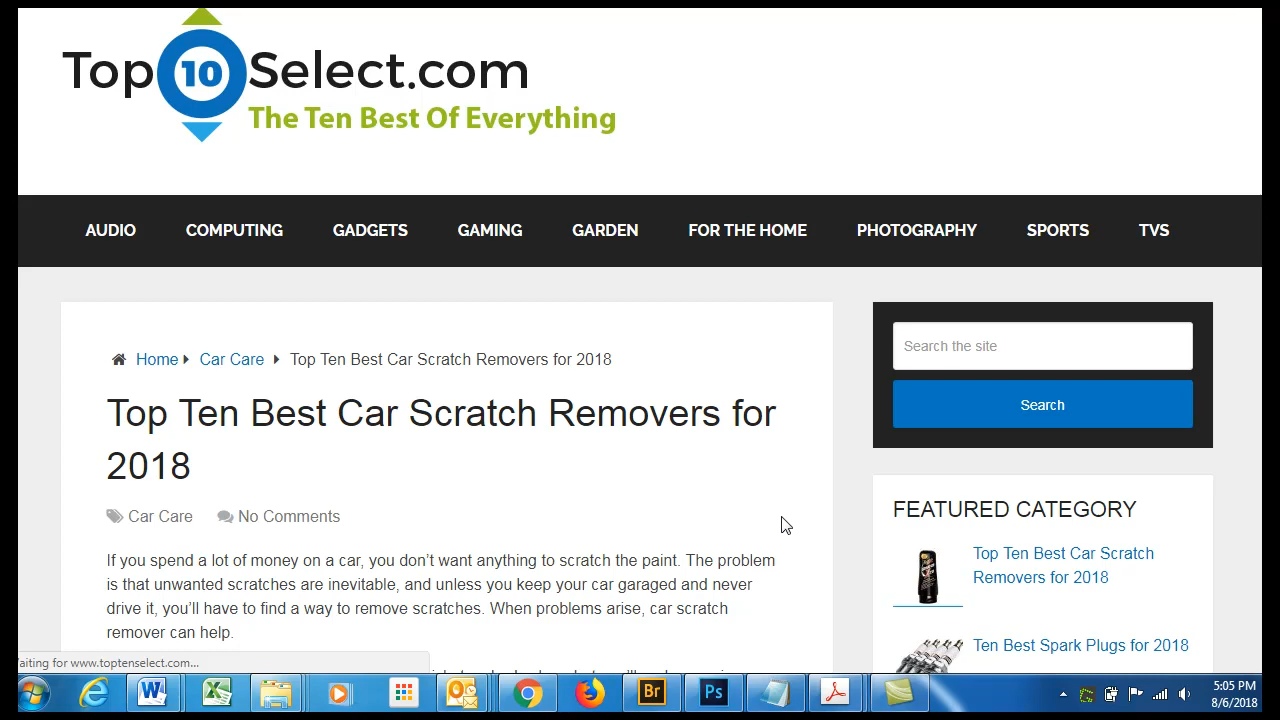 Top 10 Select.com
The Ten Best Of Everything
AUDIO COMPUTING GADGETS GAMING GARDEN FOR THE HOME PHOTOGRAPHY SPORTS TVS
Home Car Care Top Ten Best Car Scratch Removers for 2018
Top Ten Best Car Scratch Removers for
2018
Car Care No Comments
If you spend a lot of money on a car, you don’t want anything to scratch the paint. The problem
is that unwanted scratches are inevitable, and unless you keep your car garaged and never
drive it, you’ll have to find a way to remove scratches. When problems arise, car scratch
remover can help.
Search the site
Search
FEATURED CATEGORY
Top Ten Best Car Scratch
Removers for 2018
Ten Best Spark Plugs for 2018
aiting for www.toptenselect.com...
Br
Ps
5:05 PM
8/6/2018